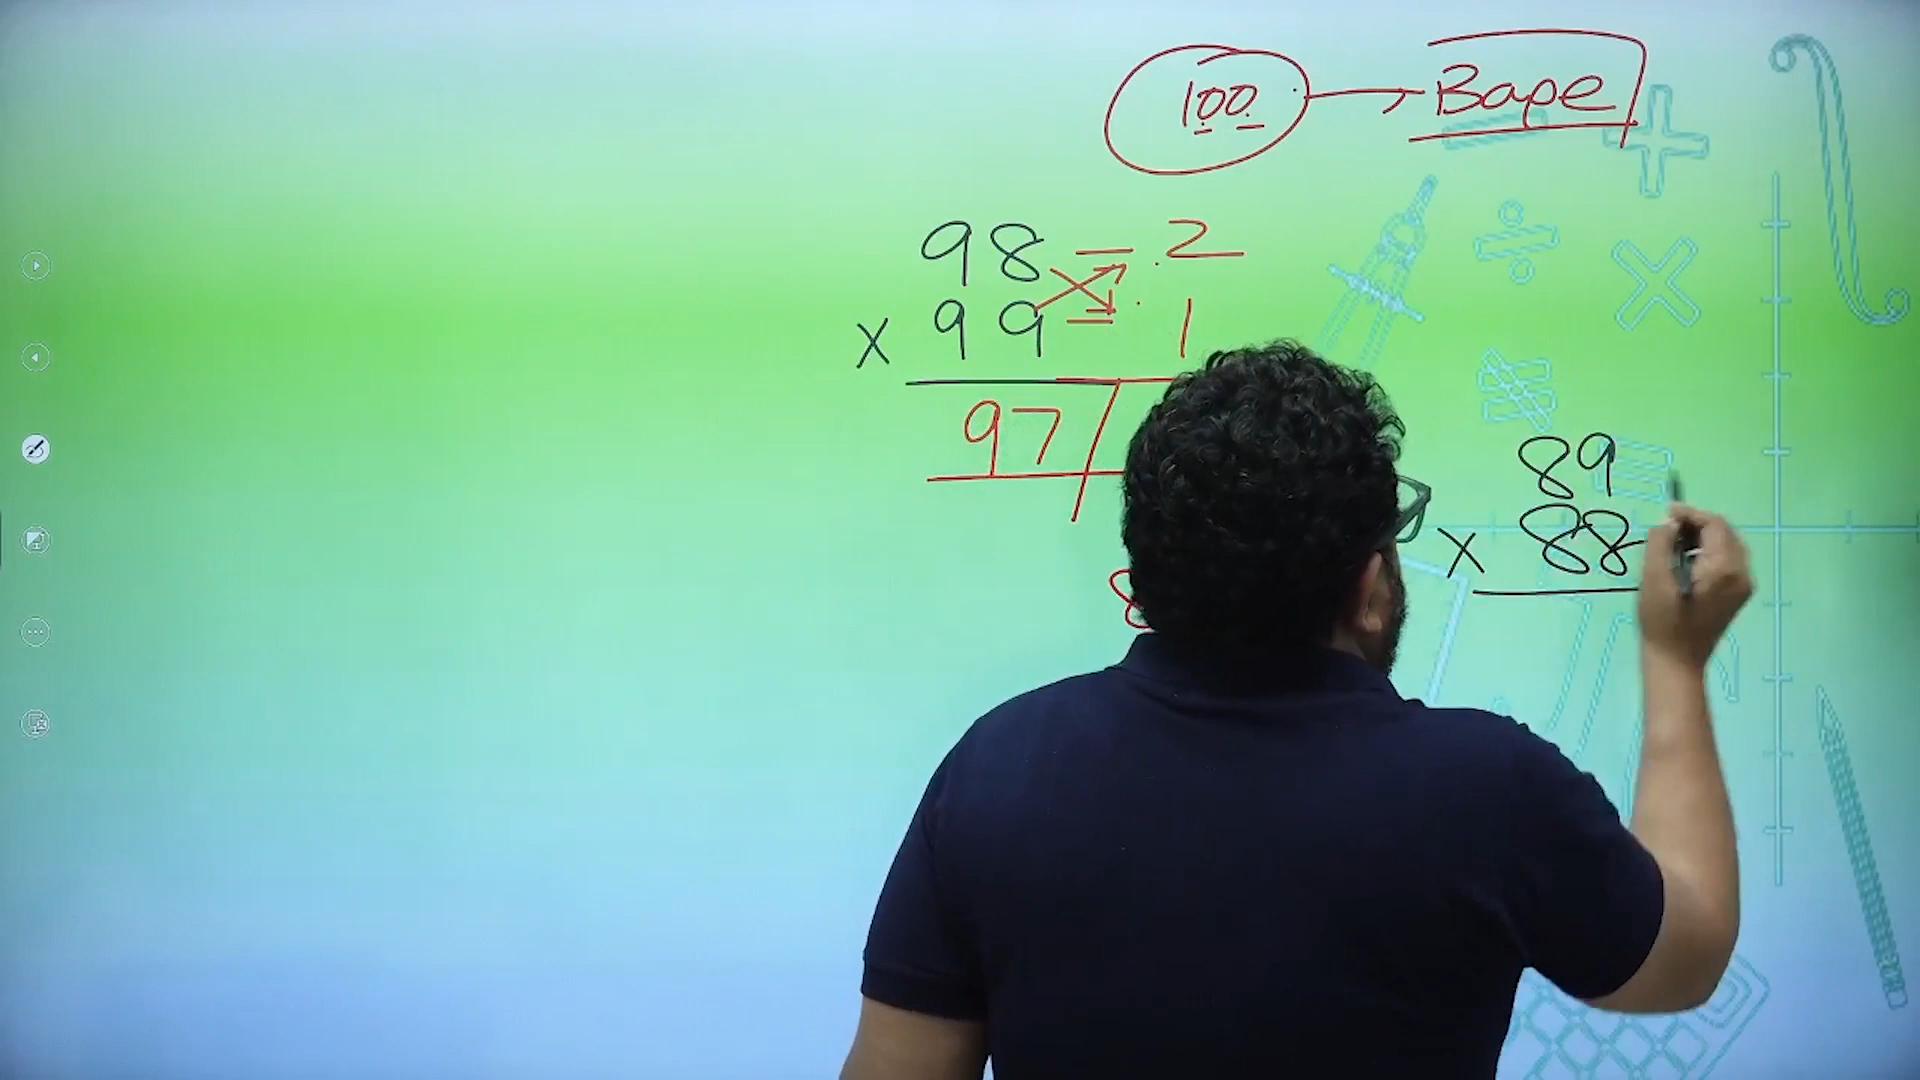 100 → Bape
98 - 2
× 99 - 1
97/
89
× 88